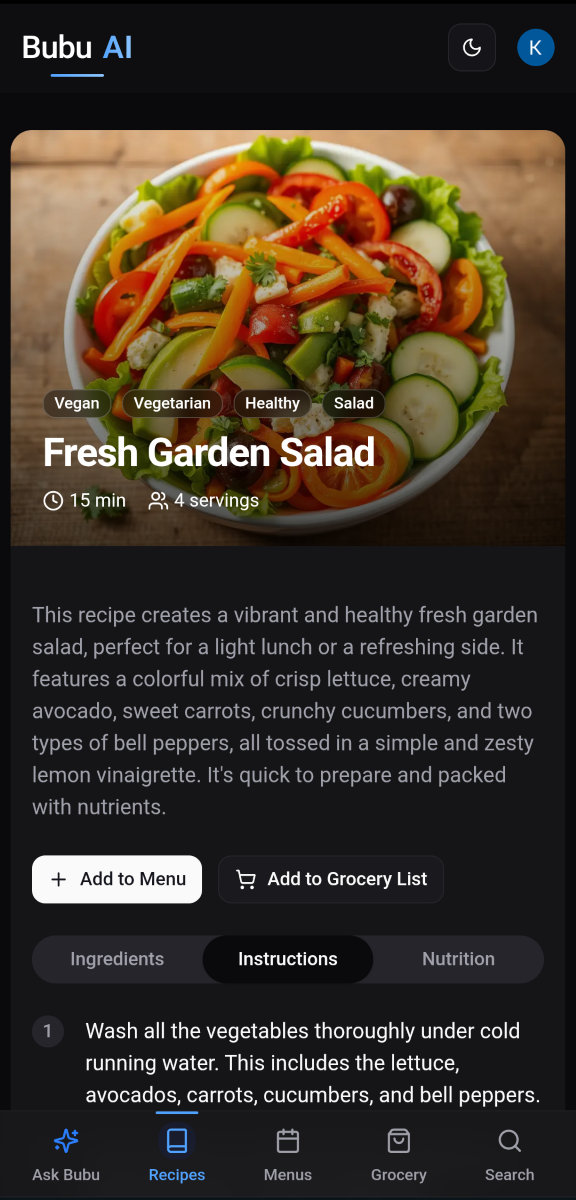 Bubu AI
K
Vegan Vegetarian Healthy Salad
Fresh Garden Salad
15 min 4 servings
This recipe creates a vibrant and healthy fresh garden
salad, perfect for a light lunch or a refreshing side. It
features a colorful mix of crisp lettuce, creamy
avocado, sweet carrots, crunchy cucumbers, and two
types of bell peppers, all tossed in a simple and zesty
lemon vinaigrette. It's quick to prepare and packed
with nutrients.
Add to Menu Add to Grocery List
Ingredients Instructions Nutrition
1 Wash all the vegetables thoroughly under cold
running water. This includes the lettuce,
avocados, carrots, cucumbers, and bell peppers.
Ask Bubu Recipes Menus Grocery Search